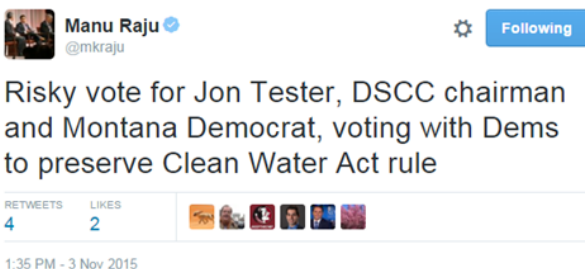 Manu Raju
@mkraju
Following
Risky vote for Jon Tester, DSCC chairman
and Montana Democrat, voting with Dems
to preserve Clean Water Act rule
RETWEETS LIKES
4 2
1:35 PM - 3 Nov 2015